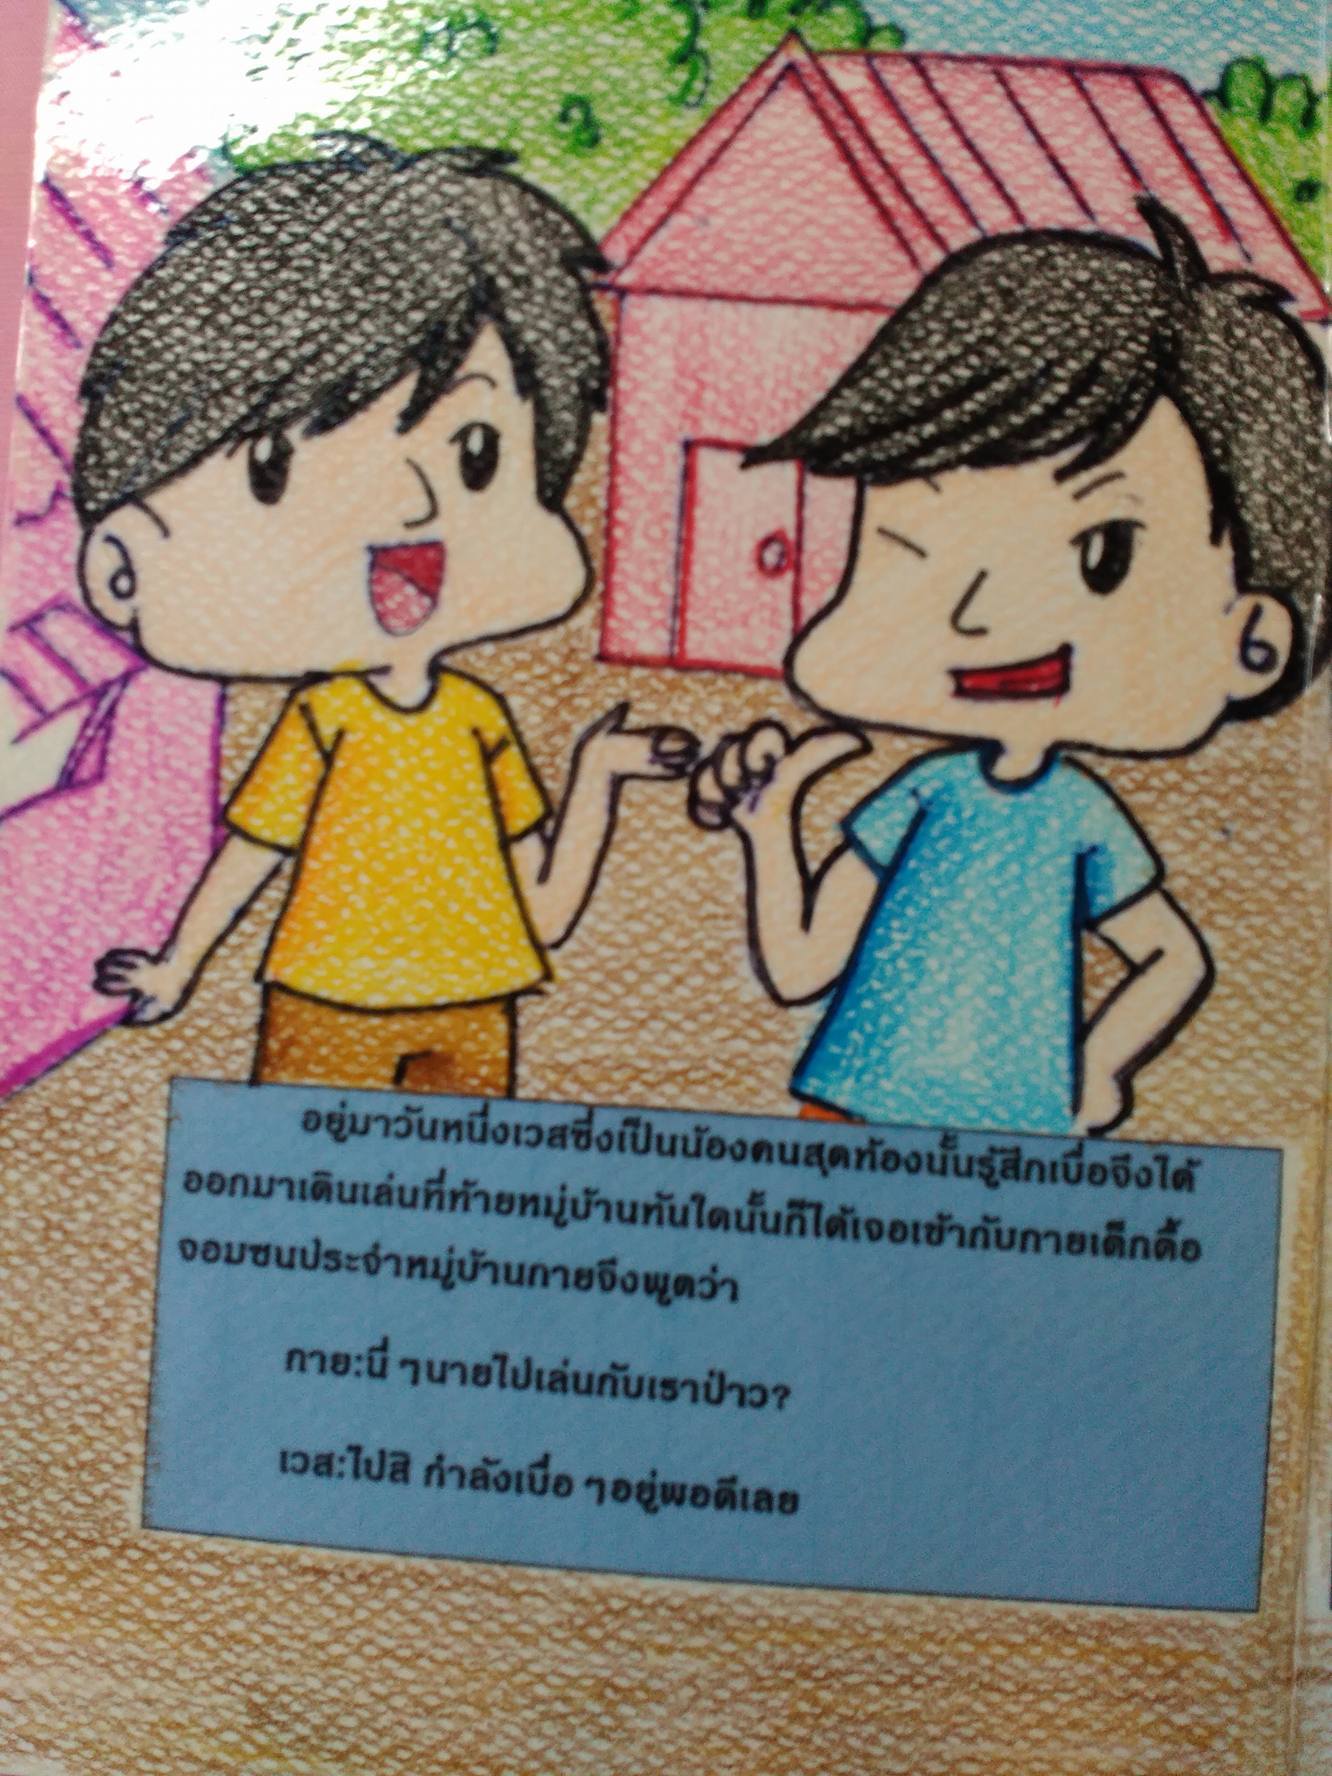 อยู่มาวันหนึ่งเวสซึ่งเป็นน้องคนสุดท้องนั้นรู้สึกเบื่อจึงได้
ออกมาเดินเล่นที่ท้ายหมู่บ้านทันใดนั้นก็ได้เจอเข้ากับกายเด็กดื้อ
จอมซนประจำหมู่บ้านกายจึงพูดว่า
กาย:นี่ ๆนายไปเล่นกับเราป่าว?
เวส:ไปสิ กำลังเบื่อ ๆอยู่พอดีเลย